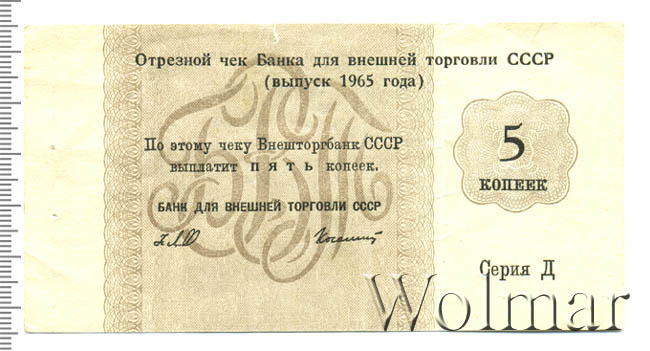 Отрезной чек Банка для внешней торговли СССР
(выпуск 1965 года)
По этому чеку Внешторгбанк СССР
выплатит пять копеек.
БАНК ДЛЯ ВНЕШНЕЙ ТОРГОВЛИ СССР
5
КОПЕЕК
Серия Д
Wolmar